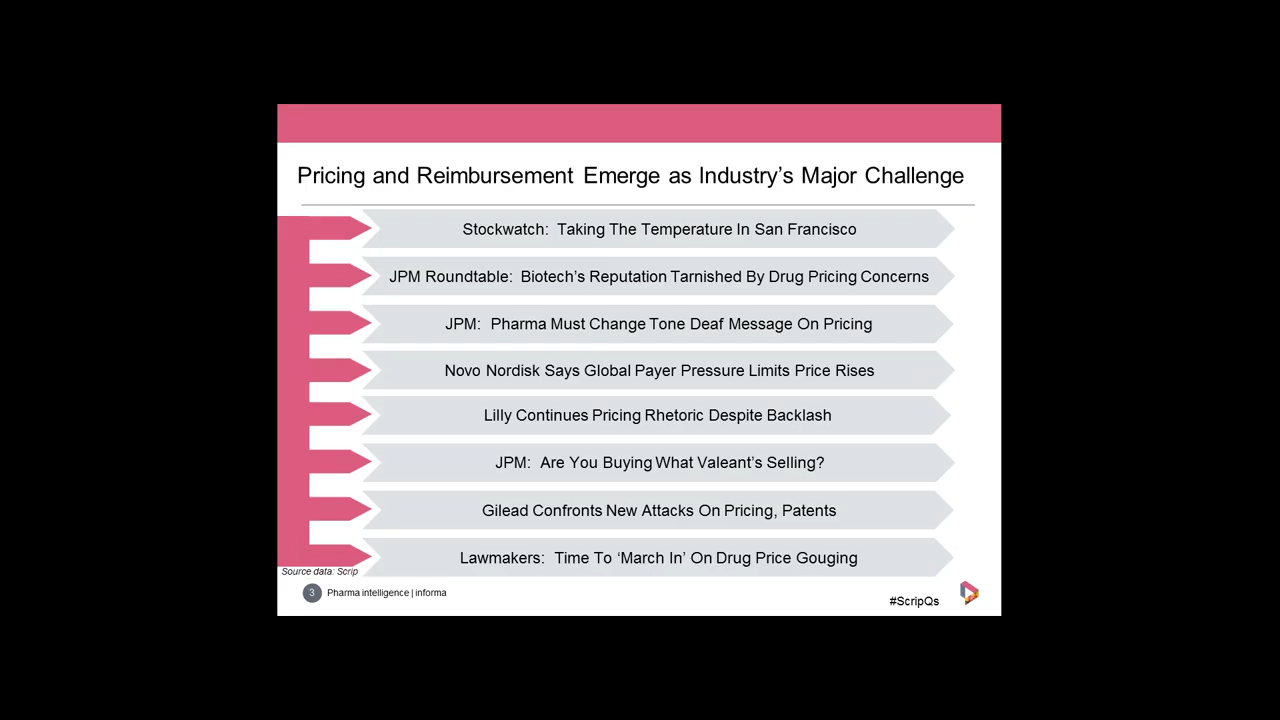 Pricing and Reimbursement Emerge as Industry’s Major Challenge
Stockwatch: Taking The Temperature In San Francisco
JPM Roundtable: Biotech’s Reputation Tarnished By Drug Pricing Concerns
JPM: Pharma Must Change Tone Deaf Message On Pricing
Novo Nordisk Says Global Payer Pressure Limits Price Rises
Lilly Continues Pricing Rhetoric Despite Backlash
JPM: Are You Buying What Valeant’s Selling?
Gilead Confronts New Attacks On Pricing, Patents
Lawmakers: Time To ‘March In’ On Drug Price Gouging
Source data: Scrip
3 Pharma intelligence | informa
#ScripQs